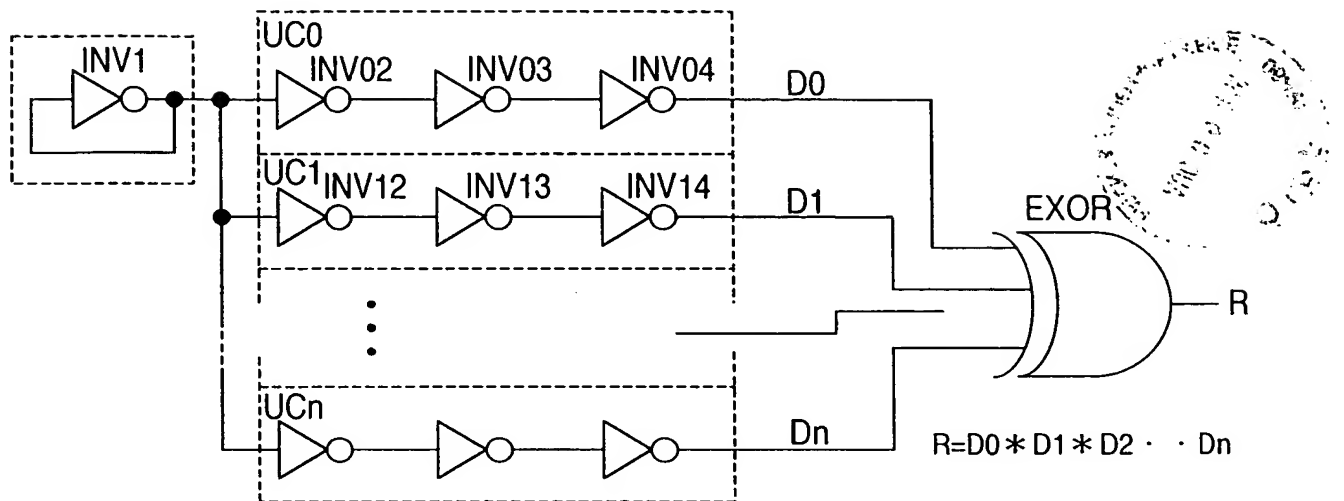 INV1
UC0
INV02
INV03
INV04
D0
UC1
INV12
INV13
INV14
D1
EXOR
R
UCn
Dn
R=D0*D1*D2 · · Dn